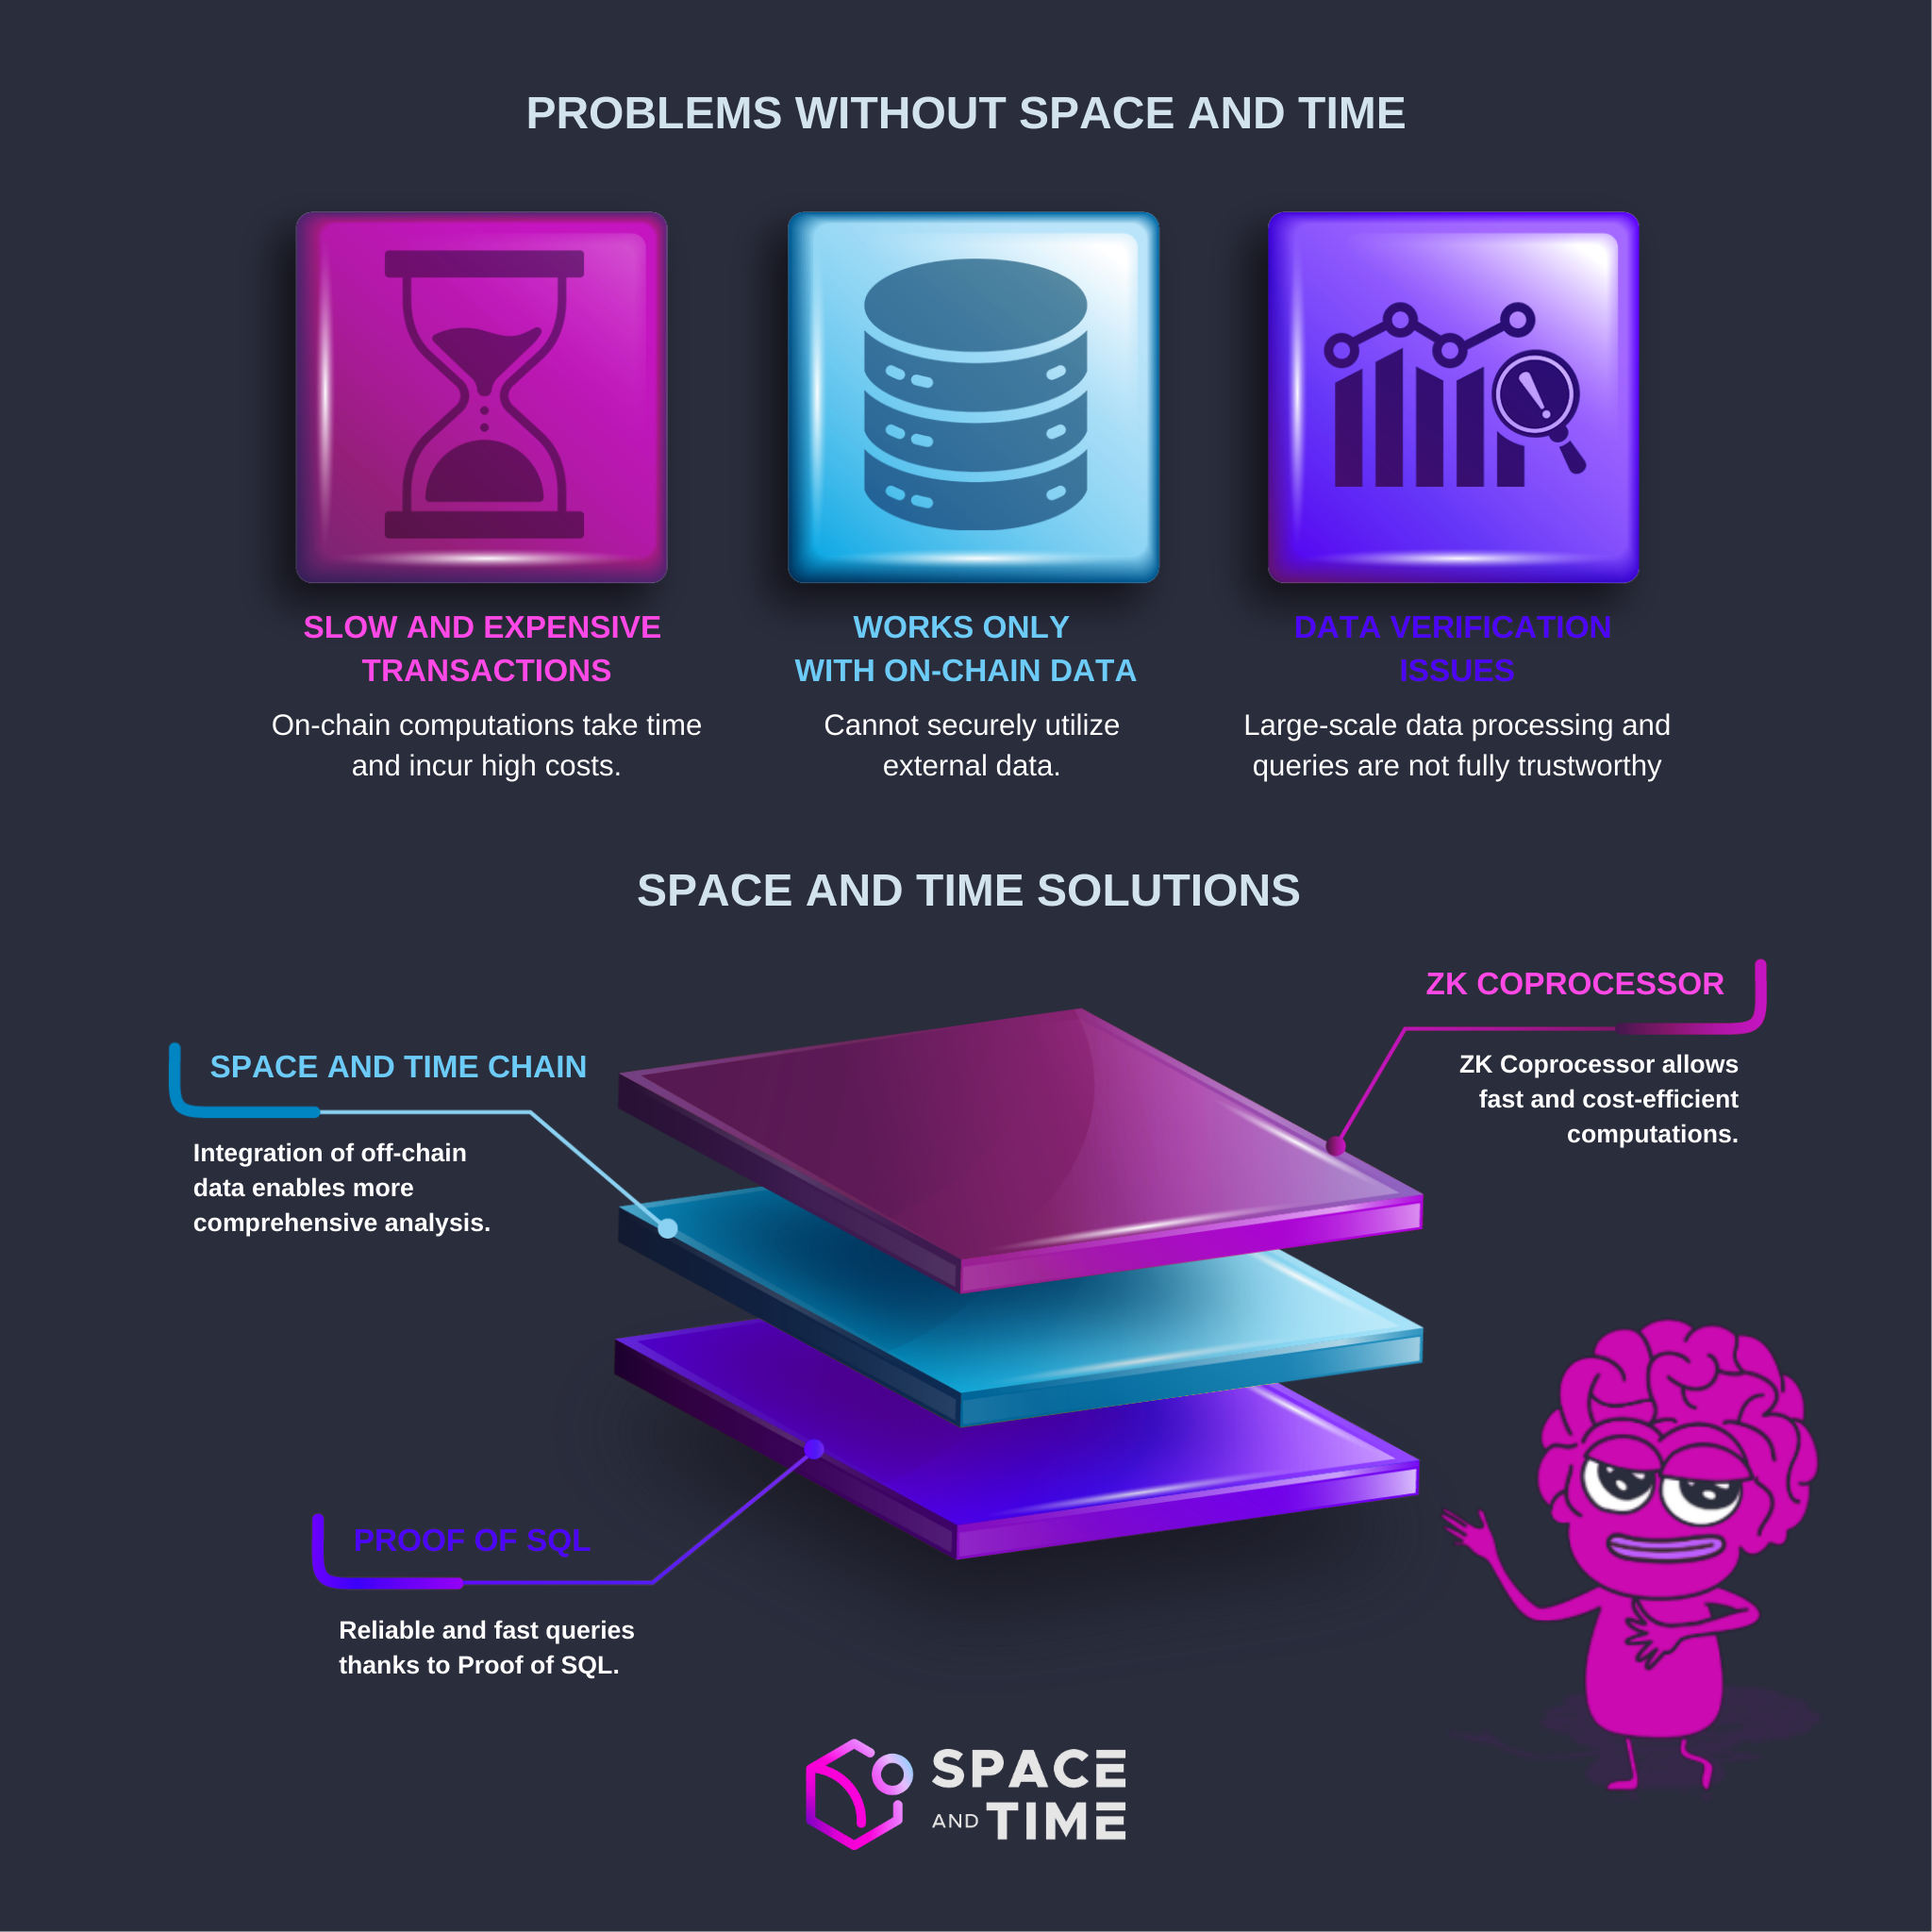 PROBLEMS WITHOUT SPACE AND TIME
SLOW AND EXPENSIVE
TRANSACTIONS
On-chain computations take time
and incur high costs.
WORKS ONLY
WITH ON-CHAIN DATA
Cannot securely utilize
external data.
DATA VERIFICATION
ISSUES
Large-scale data processing and
queries are not fully trustworthy
SPACE AND TIME SOLUTIONS
ZK COPROCESSOR
ZK Coprocessor allows
fast and cost-efficient
computations.
SPACE AND TIME CHAIN
Integration of off-chain
data enables more
comprehensive analysis.
PROOF OF SQL
Reliable and fast queries
thanks to Proof of SQL.
SPACE
AND TIME